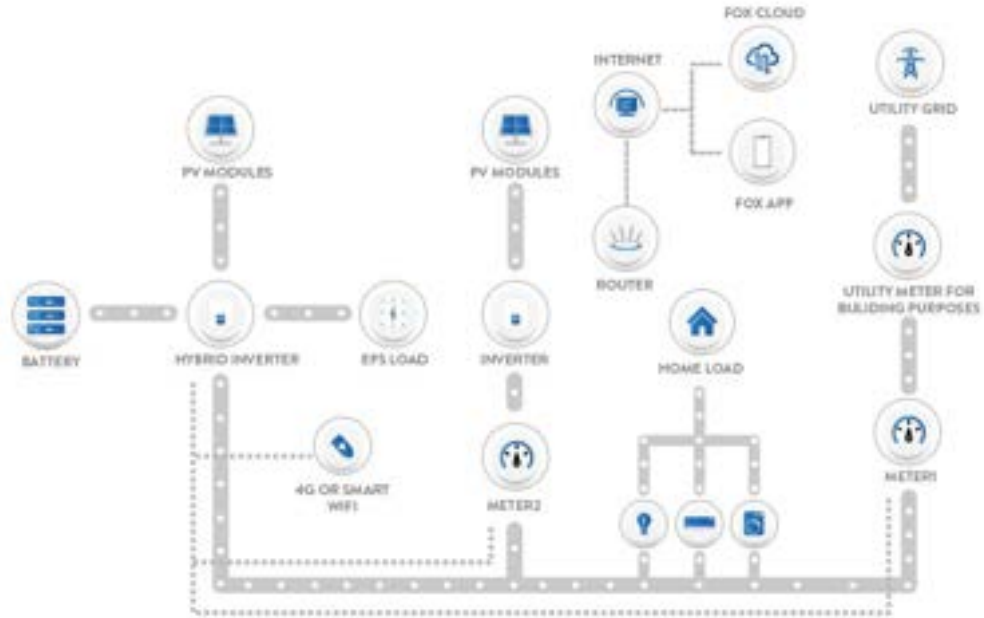 FOX CLOUD
INTERNET
UTILITY GRID
PV MODULES
PV MODULES
FOX APP
ROUTER
UTILITY METER FOR
BULIDING PURPOSES
BATTERY
HYBRID INVERTER
EPS LOAD
INVERTER
HOME LOAD
4G OR SMART
WIFI
METER2
METER1